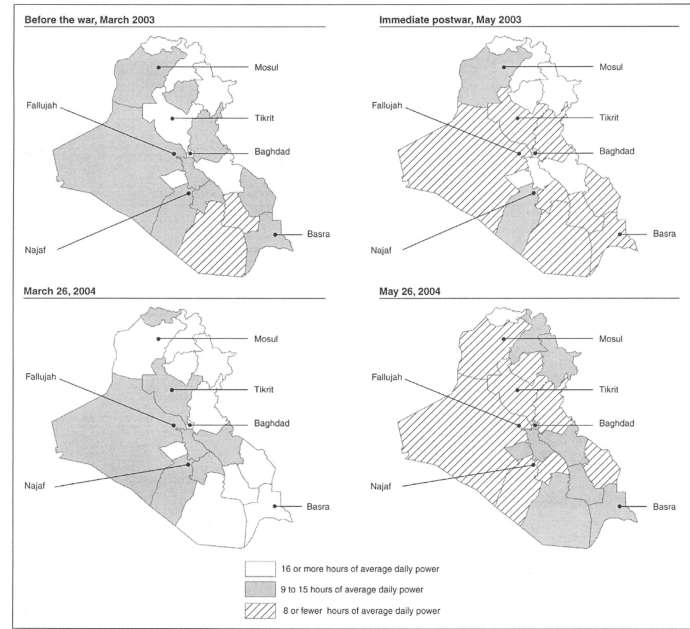 Before the war, March 2003
Mosul
Fallujah
Tikrit
Baghdad
Najaf
Basra
Immediate postwar, May 2003
Mosul
Fallujah
Tikrit
Baghdad
Najaf
Basra
March 26, 2004
Mosul
Fallujah
Tikrit
Baghdad
Najaf
Basra
May 26, 2004
Mosul
Fallujah
Tikrit
Baghdad
Najaf
Basra
16 or more hours of average daily power
9 to 15 hours of average daily power
8 or fewer hours of average daily power